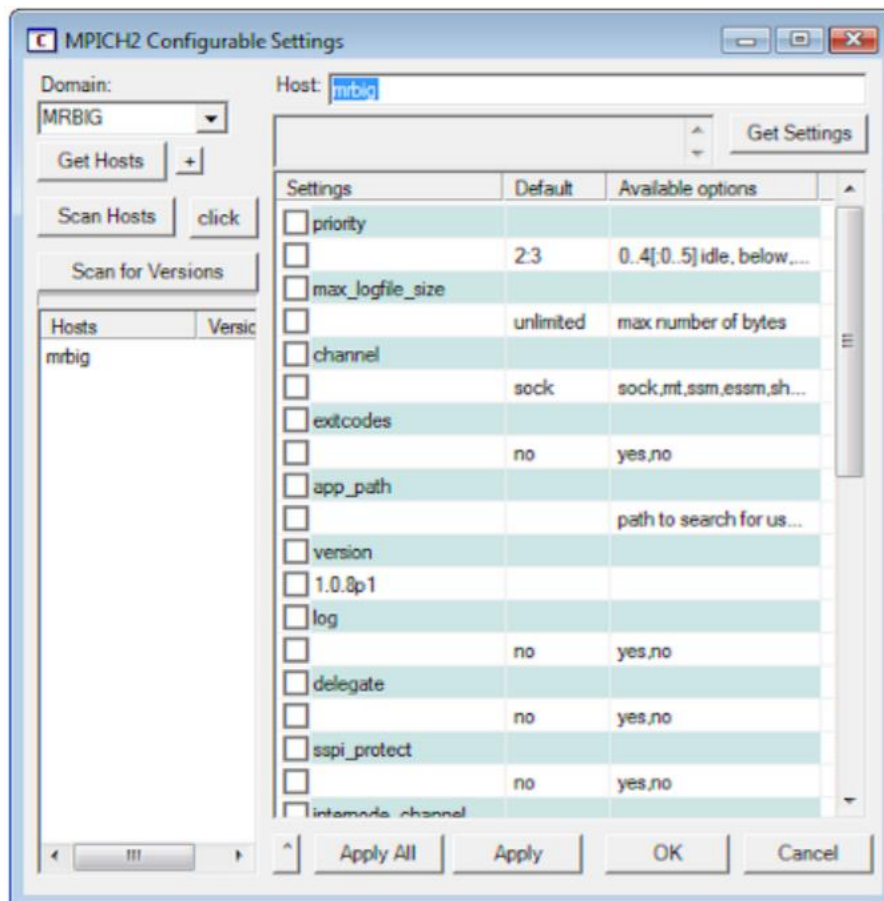 C MPICH2 Configurable Settings
Domain:
MRBIG
Get Hosts +
Scan Hosts click
Scan for Versions
Hosts Versic
mrbig
Host: mrbig
Get Settings
Settings Default Available options
priority
2:3 0..4[:0..5] idle, below,...
max_logfile_size
unlimited max number of bytes
channel
sock sock,mt,ssm,essm,sh...
exitcodes
no yes,no
app_path
path to search for us...
version
1.0.8p1
log
no yes,no
delegate
no yes,no
sspi_protect
no yes,no
internode_channel
^ Apply All Apply OK Cancel